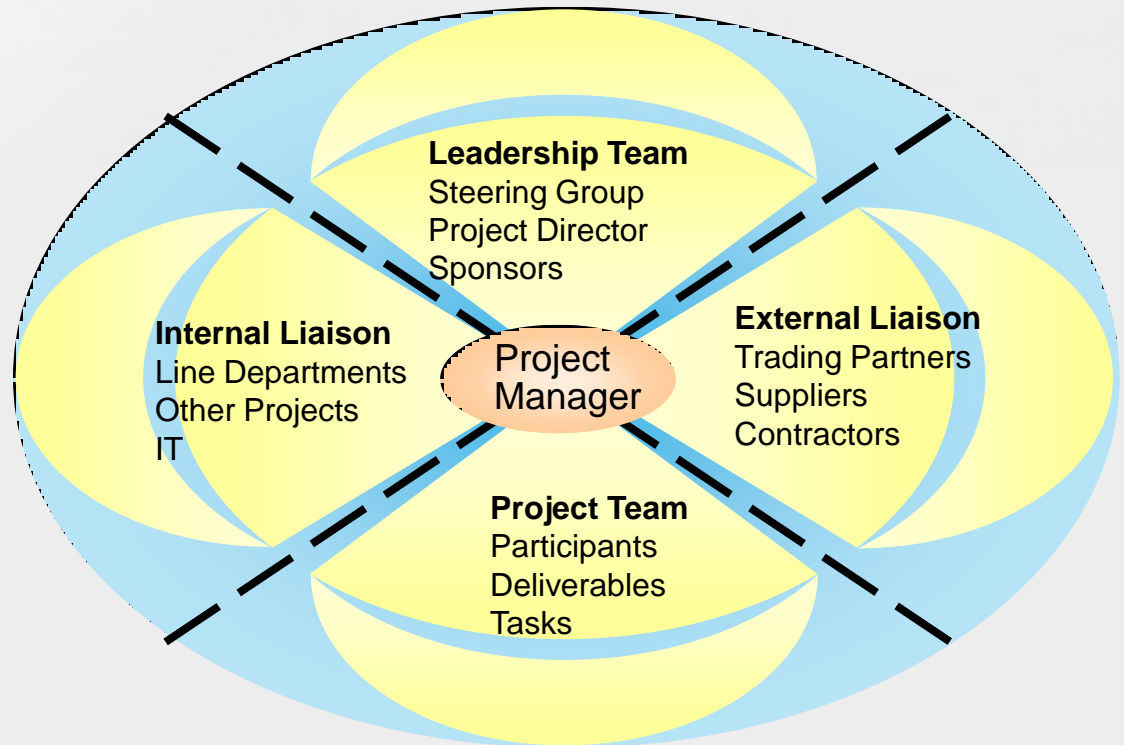 Leadership Team
Steering Group
Project Director
Sponsors
Internal Liaison
Line Departments
Other Projects
IT
Project
Manager
External Liaison
Trading Partners
Suppliers
Contractors
Project Team
Participants
Deliverables
Tasks